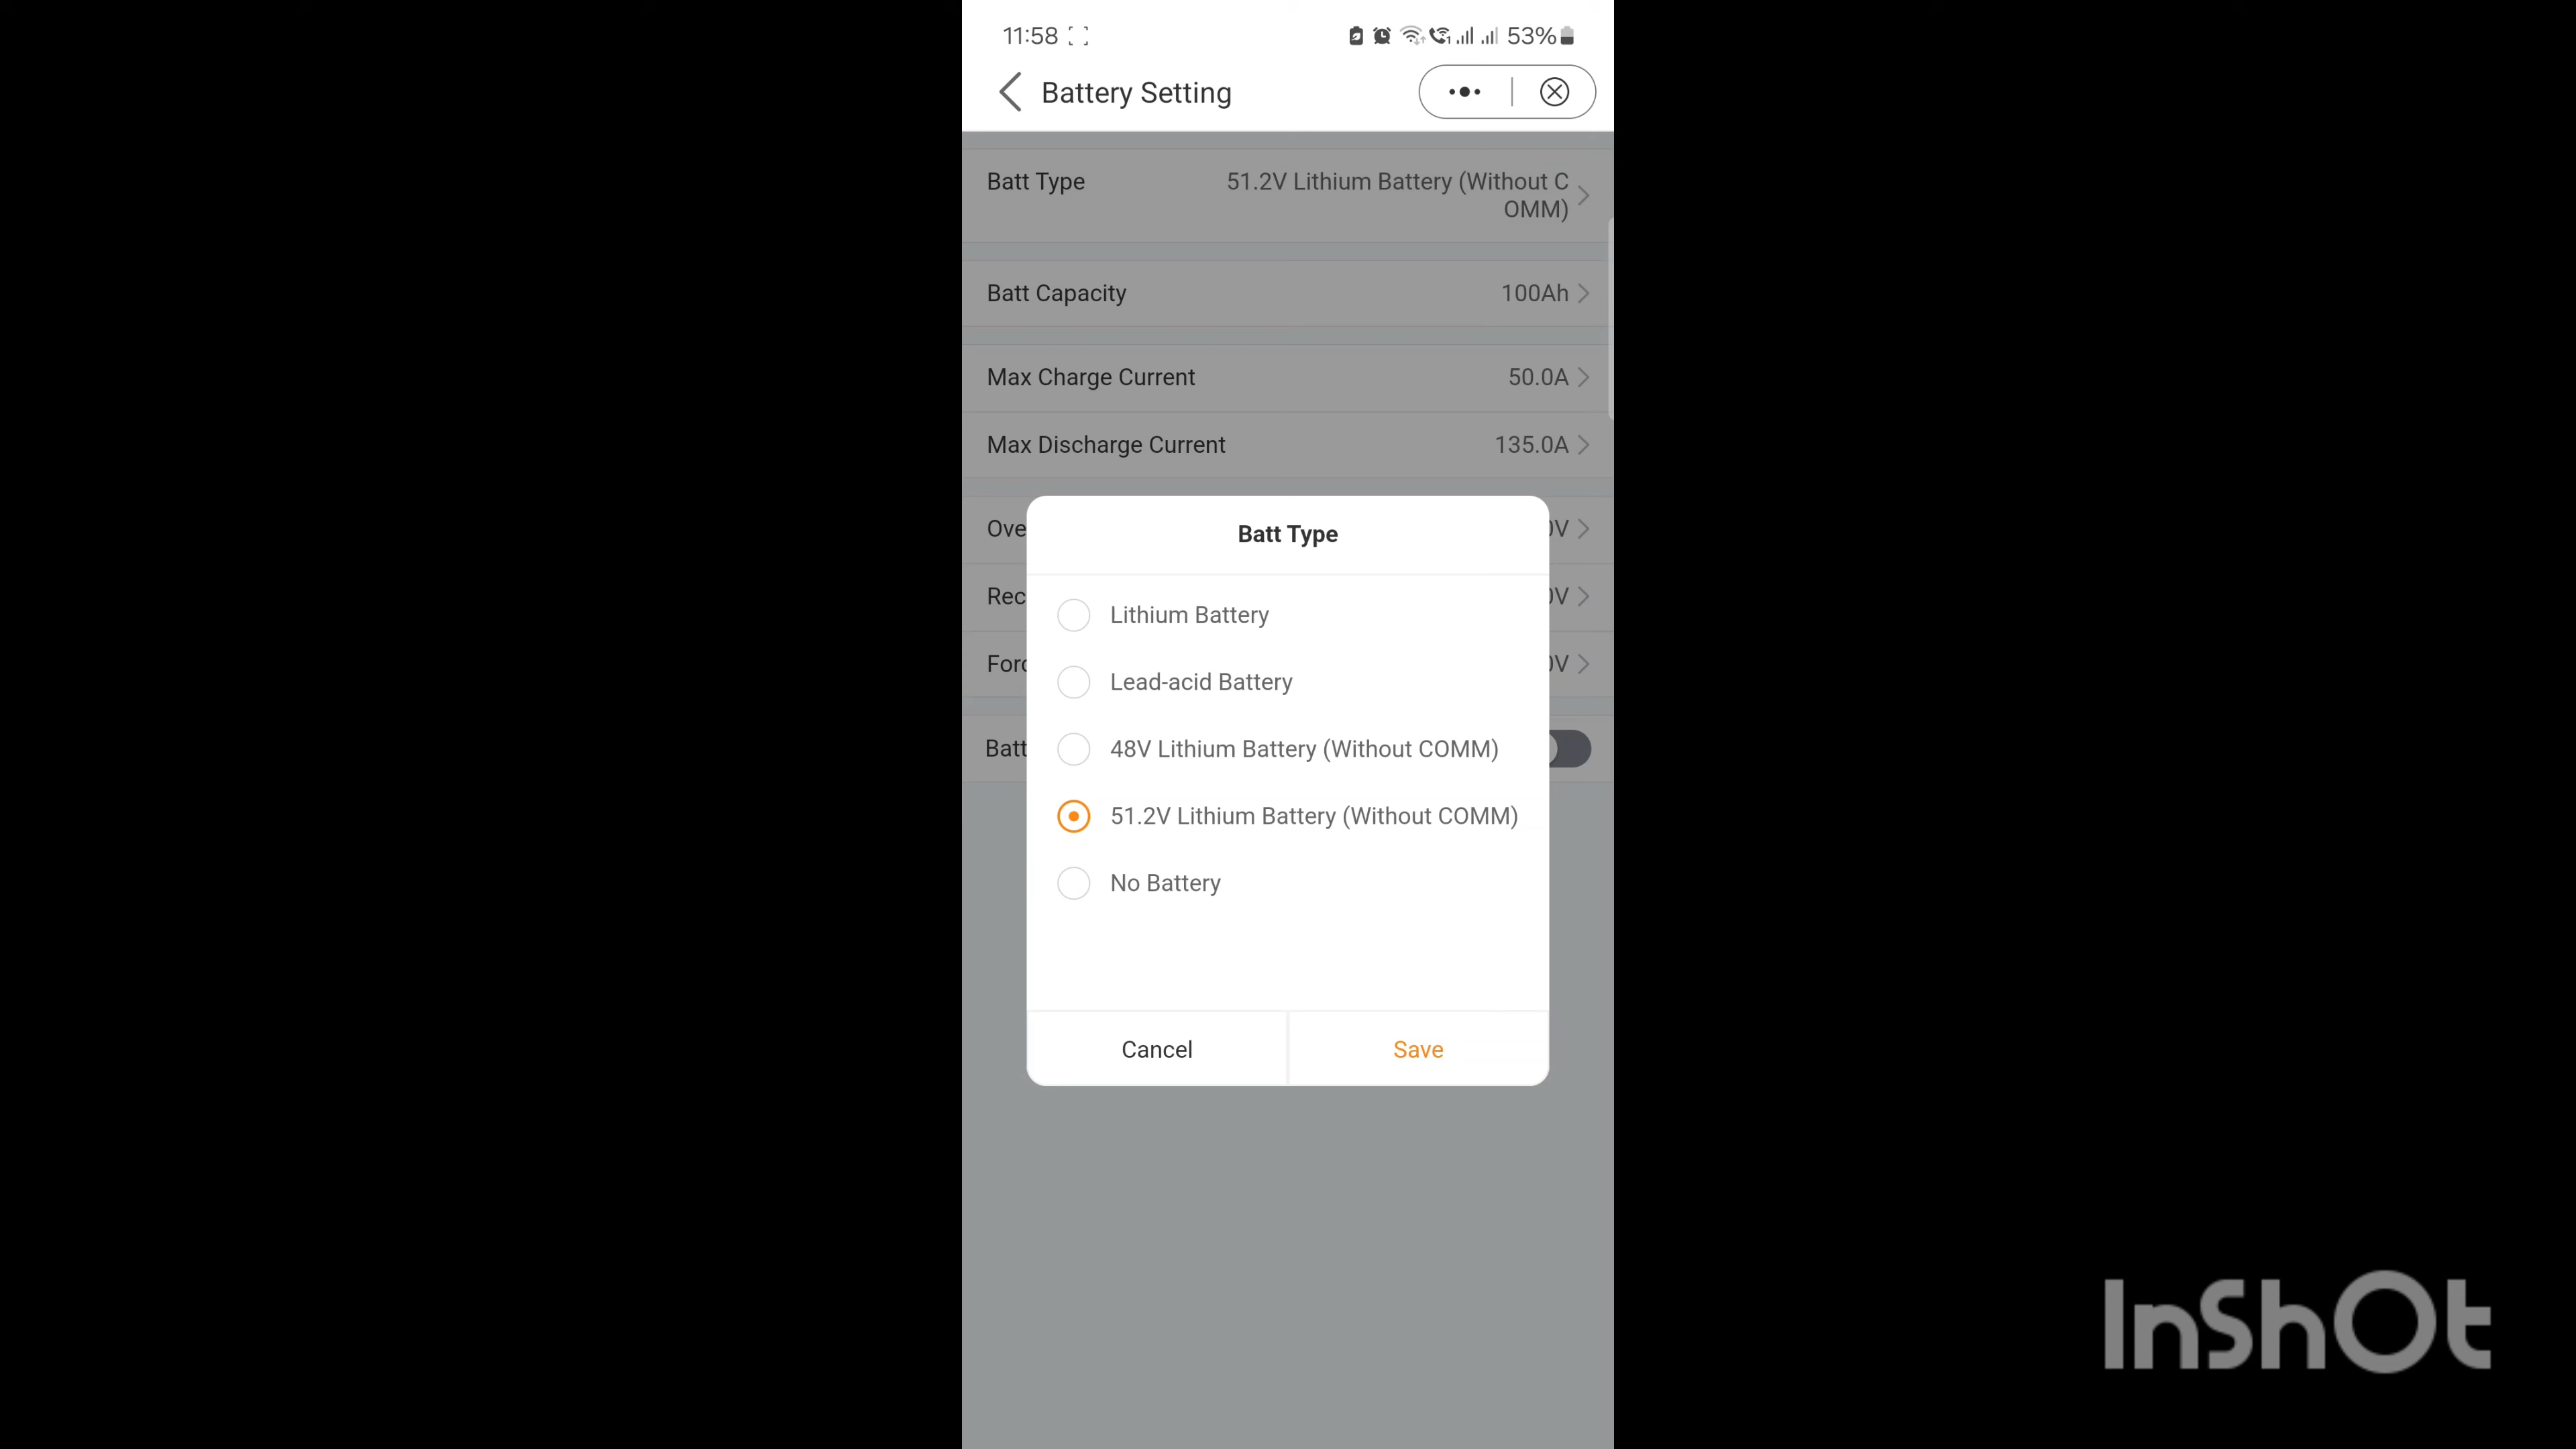 11:58
53%
Battery Setting
Batt Type
51.2V Lithium Battery (Without C
OMM)
Batt Capacity
100Ah
Max Charge Current
50.0A
Max Discharge Current
135.0A
Batt Type
Lithium Battery
Lead-acid Battery
48V Lithium Battery (Without COMM)
51.2V Lithium Battery (Without COMM)
No Battery
Batt
Cancel
Save
InShOt